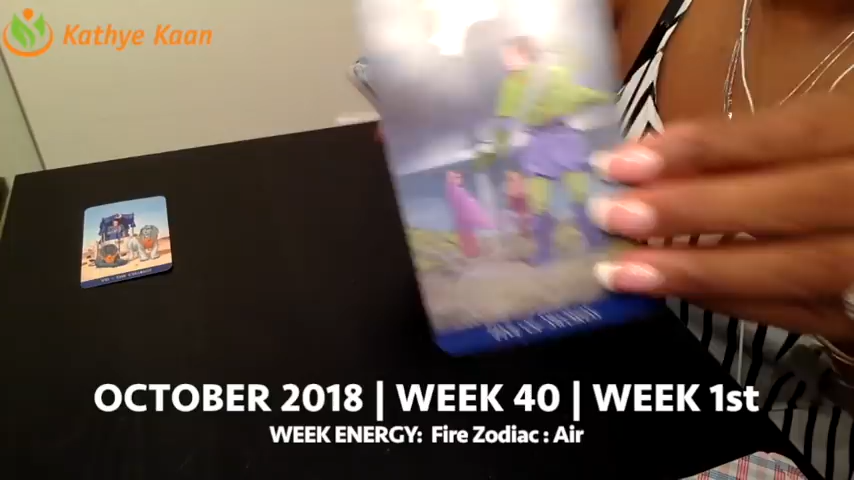 Kathye Kaan
OCTOBER 2018 | WEEK 40 | WEEK 1st
WEEK ENERGY: Fire Zodiac : Air